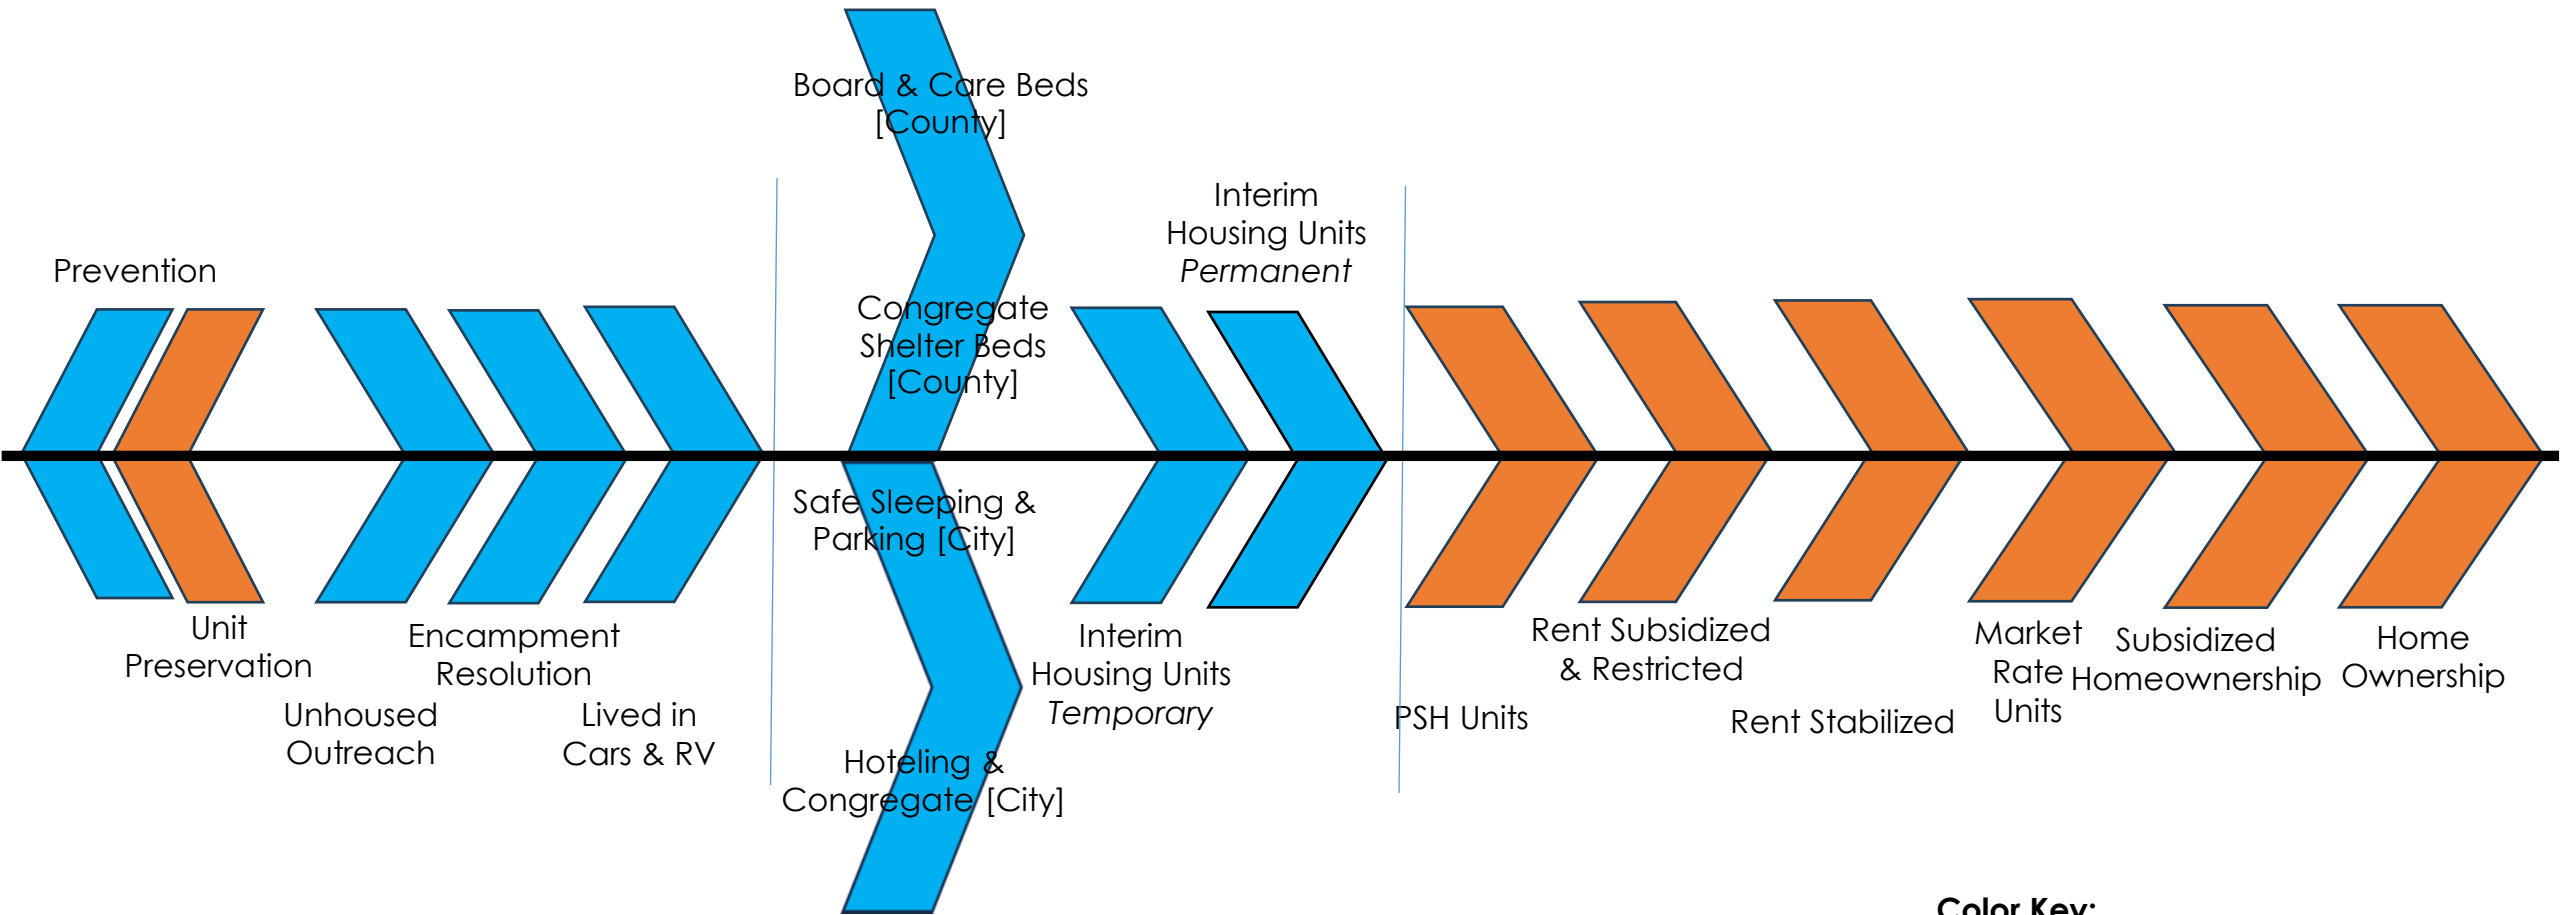 Board & Care Beds
[County]
Interim
Housing Units
Permanent
Prevention
Congregate
Shelter Beds
[County]
Safe Sleeping &
Parking [City]
Unit
Preservation
Encampment
Resolution
Unhoused
Outreach
Lived in
Cars & RV
Hoteling &
Congregate [City]
Interim
Housing Units
Temporary
PSH Units
Rent Subsidized
& Restricted
Rent Stabilized
Market
Rate
Units
Subsidized
Homeownership
Home
Ownership
Color Key: